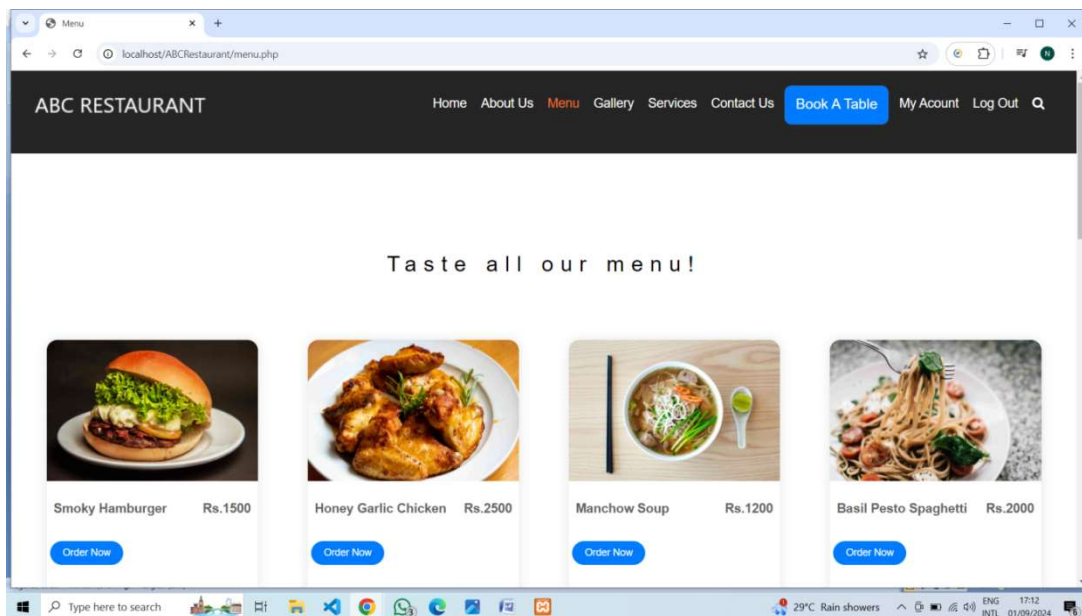 Menu
localhost/ABCRestaurant/menu.php
N
ABC RESTAURANT
Home About Us Menu Gallery Services Contact Us Book A Table My Acount Log Out
Taste all our menu!
Smoky Hamburger Rs.1500 Honey Garlic Chicken Rs.2500 Manchow Soup Rs.1200 Basil Pesto Spaghetti Rs.2000
Order Now Order Now Order Now Order Now
Type here to search 29°C Rain showers ENG 17:12
INTL 01/09/2024